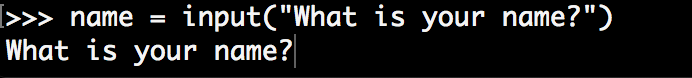 >>> name = input("What is your name?")
What is your name?